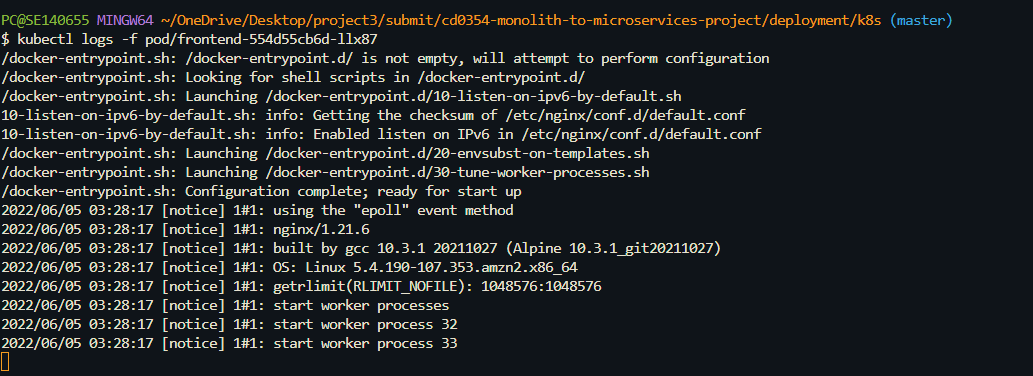 PC@SE140655 MINGW64 ~/OneDrive/Desktop/project3/submit/cd0354-monolith-to-microservices-project/deployment/k8s (master)
$ kubectl logs -f pod/frontend-554d55cb6d-llx87
/docker-entrypoint.sh: /docker-entrypoint.d/ is not empty, will attempt to perform configuration
/docker-entrypoint.sh: Looking for shell scripts in /docker-entrypoint.d/
/docker-entrypoint.sh: Launching /docker-entrypoint.d/10-listen-on-ipv6-by-default.sh
10-listen-on-ipv6-by-default.sh: info: Getting the checksum of /etc/nginx/conf.d/default.conf
10-listen-on-ipv6-by-default.sh: info: Enabled listen on IPv6 in /etc/nginx/conf.d/default.conf
/docker-entrypoint.sh: Launching /docker-entrypoint.d/20-envsubst-on-templates.sh
/docker-entrypoint.sh: Launching /docker-entrypoint.d/30-tune-worker-processes.sh
/docker-entrypoint.sh: Configuration complete; ready for start up
2022/06/05 03:28:17 [notice] 1#1: using the "epoll" event method
2022/06/05 03:28:17 [notice] 1#1: nginx/1.21.6
2022/06/05 03:28:17 [notice] 1#1: built by gcc 10.3.1 20211027 (Alpine 10.3.1_git20211027)
2022/06/05 03:28:17 [notice] 1#1: OS: Linux 5.4.190-107.353.amzn2.x86_64
2022/06/05 03:28:17 [notice] 1#1: getrlimit(RLIMIT_NOFILE): 1048576:1048576
2022/06/05 03:28:17 [notice] 1#1: start worker processes
2022/06/05 03:28:17 [notice] 1#1: start worker process 32
2022/06/05 03:28:17 [notice] 1#1: start worker process 33